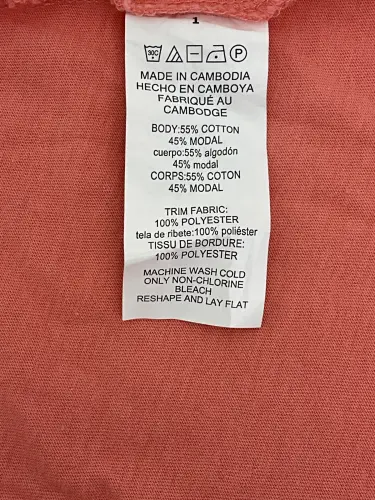 1
30C P
MADE IN CAMBODIA
HECHO EN CAMBOYA
FABRIQUÉ AU
CAMBODGE
BODY:55% COTTON
45% MODAL
cuerpo:55% algodón
45% modal
CORPS:55% COTON
45% MODAL
TRIM FABRIC:
100% POLYESTER
tela de ribete:100% poliéster
TISSU DE BORDURE:
100% POLYESTER
MACHINE WASH COLD
ONLY NON-CHLORINE
BLEACH
RESHAPE AND LAY FLAT